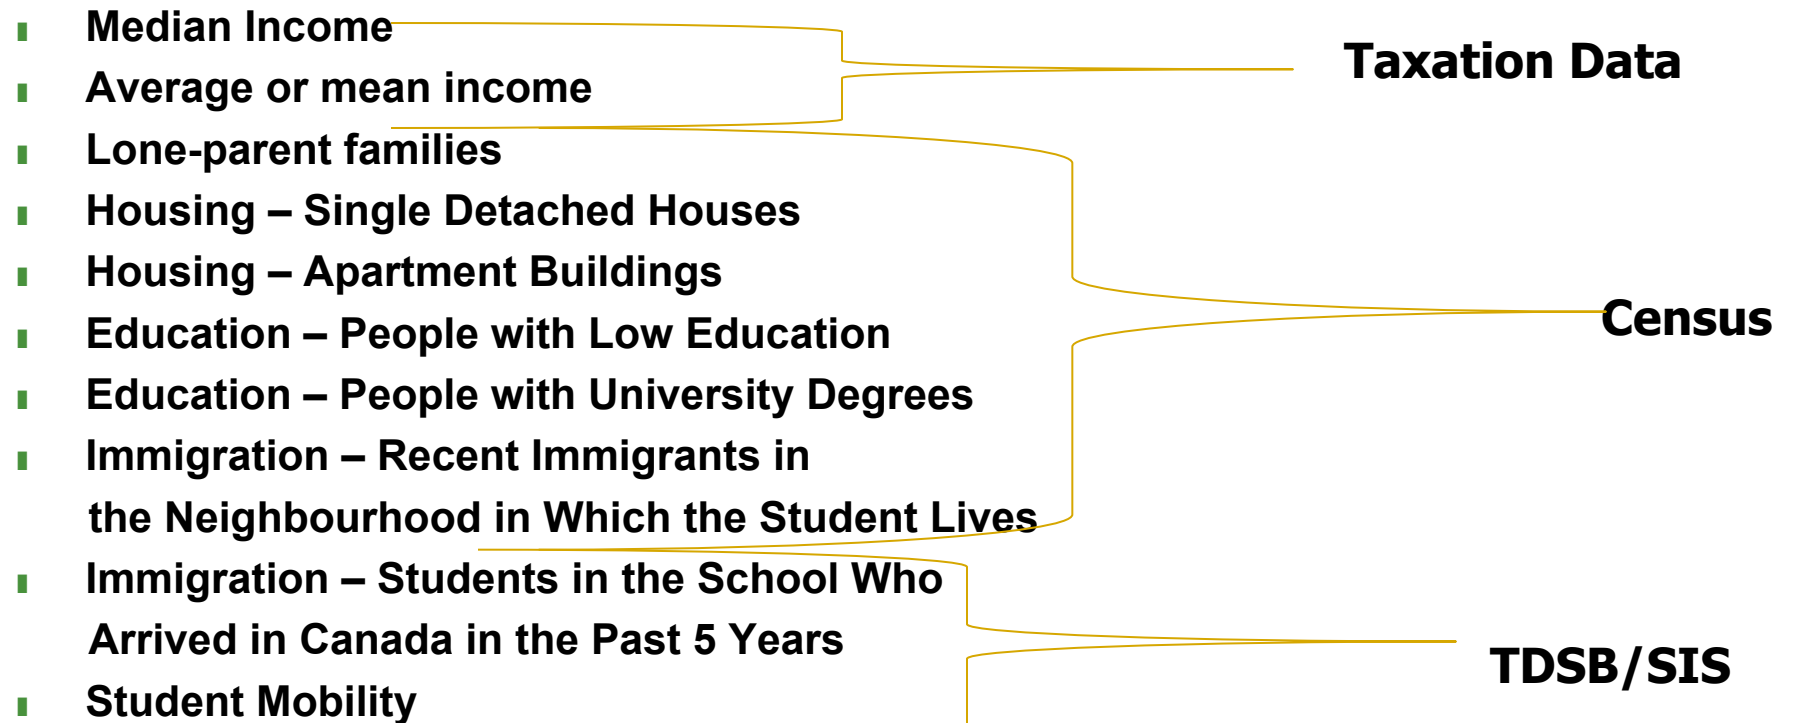 Median Income
Average or mean income
Lone-parent families
Housing – Single Detached Houses
Housing – Apartment Buildings
Education – People with Low Education
Education – People with University Degrees
Immigration – Recent Immigrants in
the Neighbourhood in Which the Student Lives
Immigration – Students in the School Who
Arrived in Canada in the Past 5 Years
Student Mobility
Taxation Data
Census
TDSB/SIS